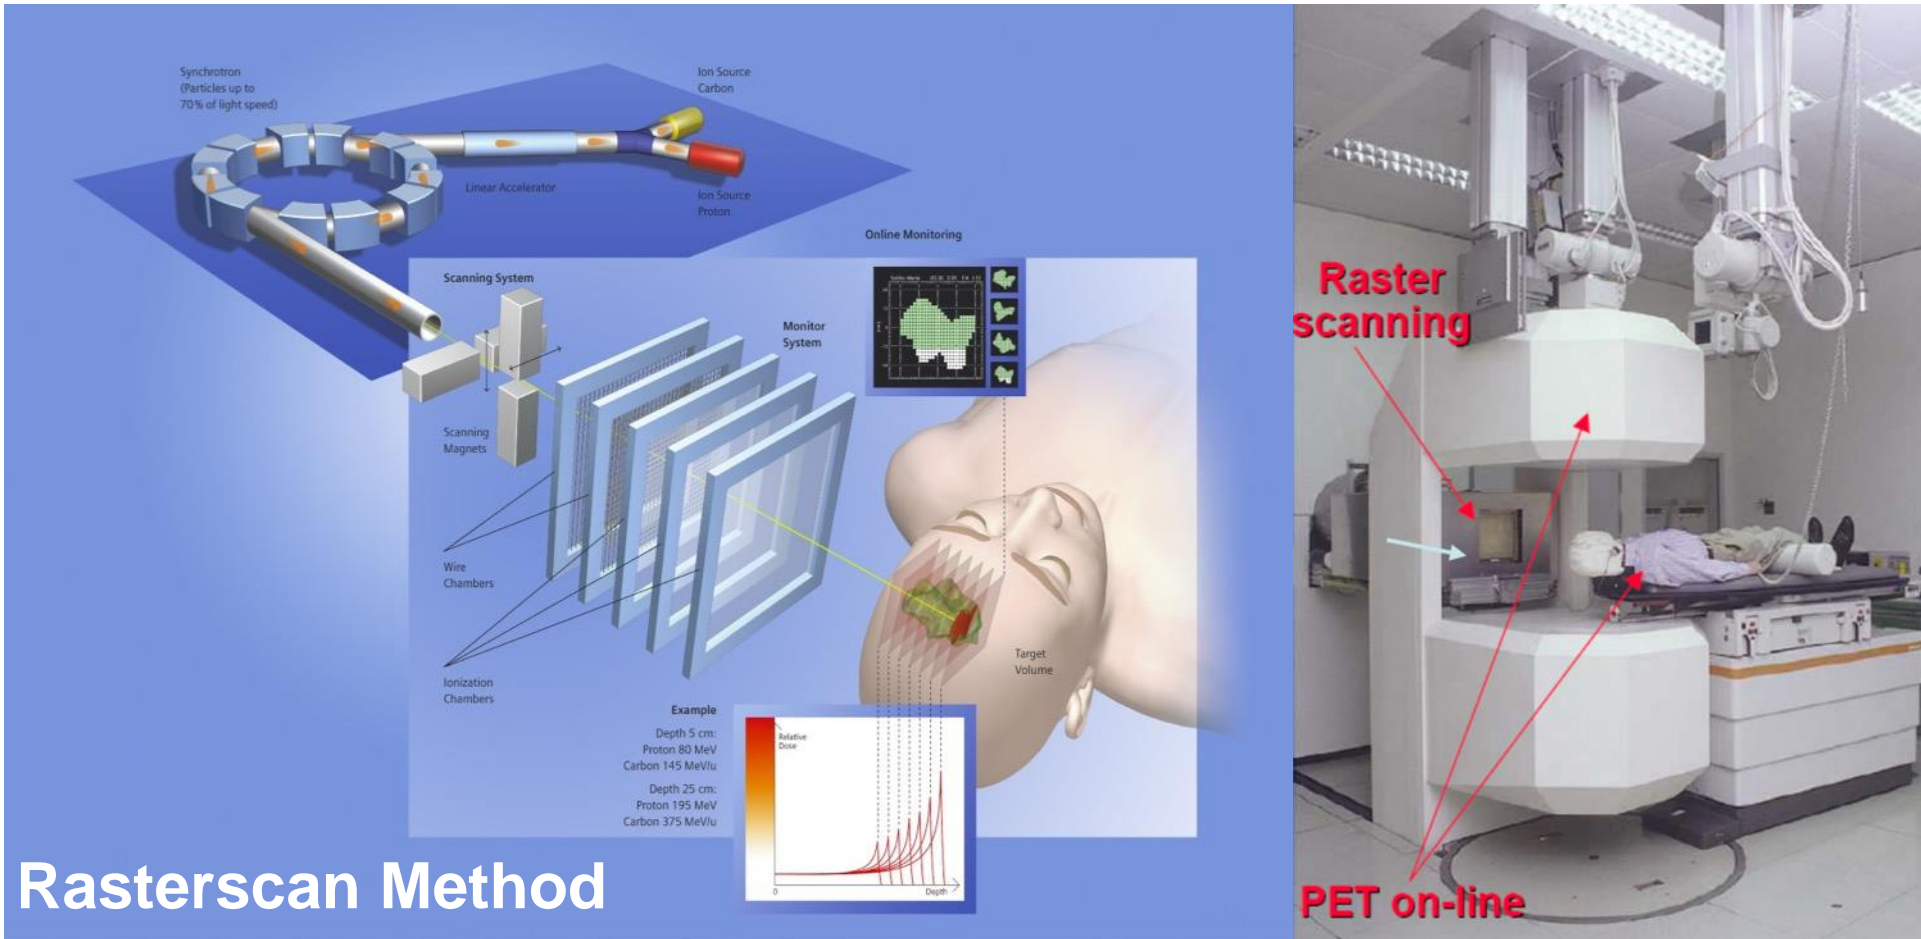 Synchrotron
(Particles up to
70% of light speed)
Ion Source
Carbon
Linear Accelerator
Ion Source
Proton
Online Monitoring
Scanning System
Monitor
System
Scanning
Magnets
Wire
Chambers
Ionization
Chambers
Target
Volume
Example
Depth 5 cm:
Proton 80 MeV
Carbon 145 MeV/u
Depth 25 cm:
Proton 195 MeV
Carbon 375 MeV/u
Relative
Dose
0
Depth
Rasterscan Method
Raster
scanning
PET on-line